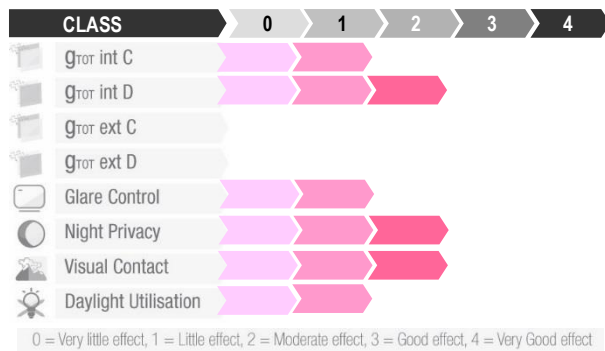 CLASS 0 1 2 3 4
gTOT int C
gTOT int D
gTOT ext C
gTOT ext D
Glare Control
Night Privacy
Visual Contact
Daylight Utilisation
0 = Very little effect, 1 = Little effect, 2 = Moderate effect, 3 = Good effect, 4 = Very Good effect